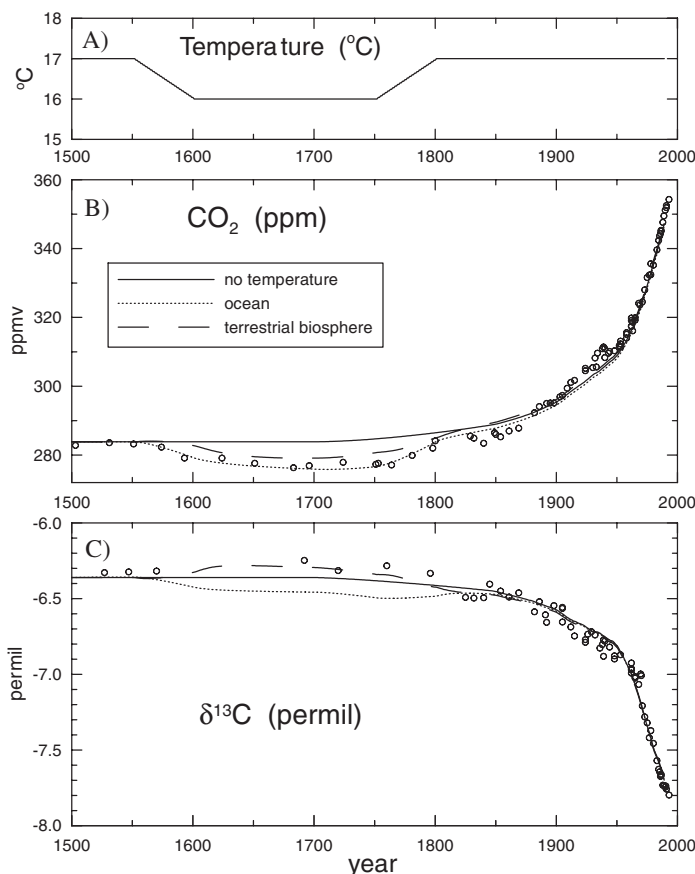 A) Temperature (°C)
18
17
16
15
°C
1500 1600 1700 1800 1900 2000
B) CO₂ (ppm)
360
340
320
300
280
ppmv
no temperature
ocean
terrestrial biosphere
1500 1600 1700 1800 1900 2000
C)
-6.0
-6.5
-7.0
-7.5
-8.0
permil
δ¹³C (permil)
1500 1600 1700 1800 1900 2000
year